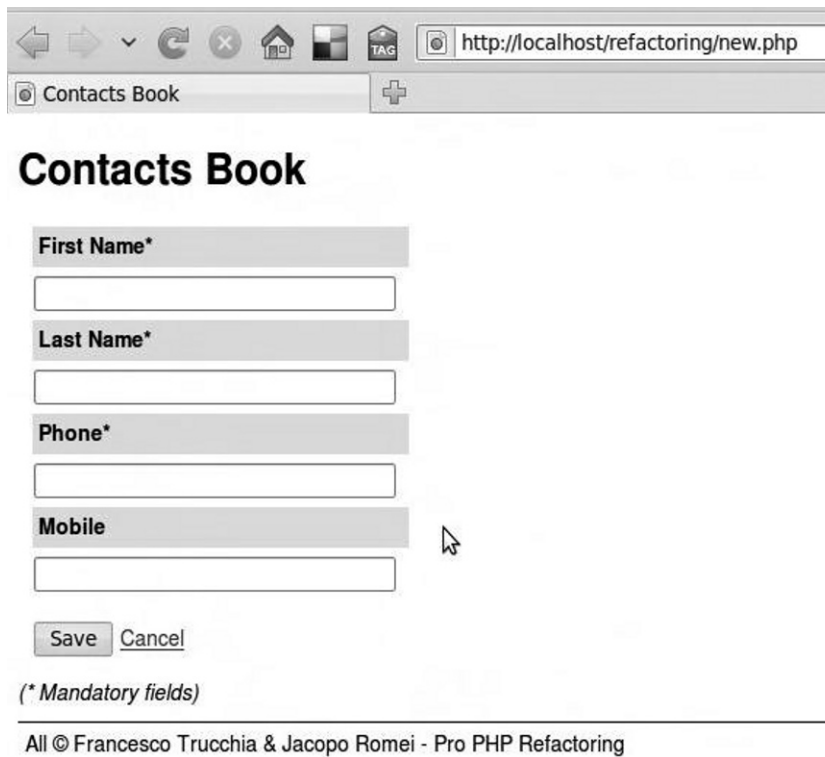 TAG
http://localhost/refactoring/new.php
Contacts Book
Contacts Book
First Name*
Last Name*
Phone*
Mobile
Save Cancel
(* Mandatory fields)
All © Francesco Trucchia & Jacopo Romei - Pro PHP Refactoring